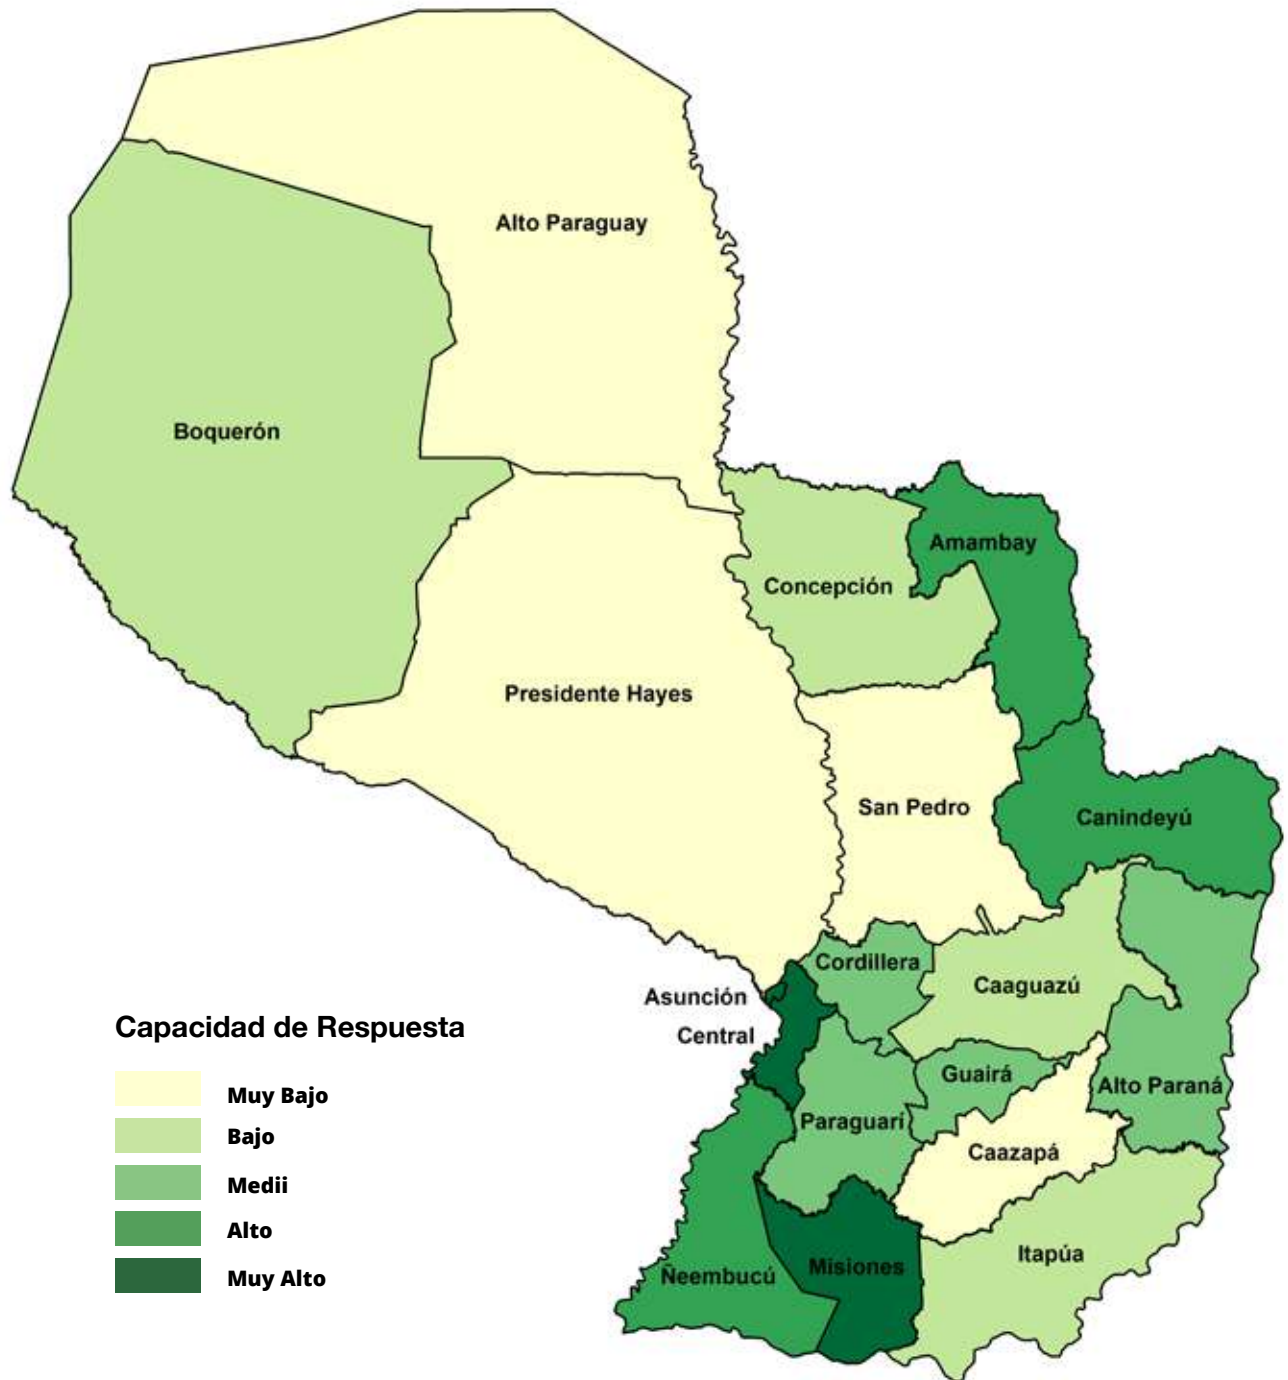 Alto Paraguay
Boquerón
Amambay
Concepción
Presidente Hayes
San Pedro
Canindeyú
Cordillera
Caaguazú
Asunción
Central
Guairá
Alto Paraná
Paraguarí
Caazapá
Itapúa
Misiones
Ñeembucú
Capacidad de Respuesta
Muy Bajo
Bajo
Medii
Alto
Muy Alto